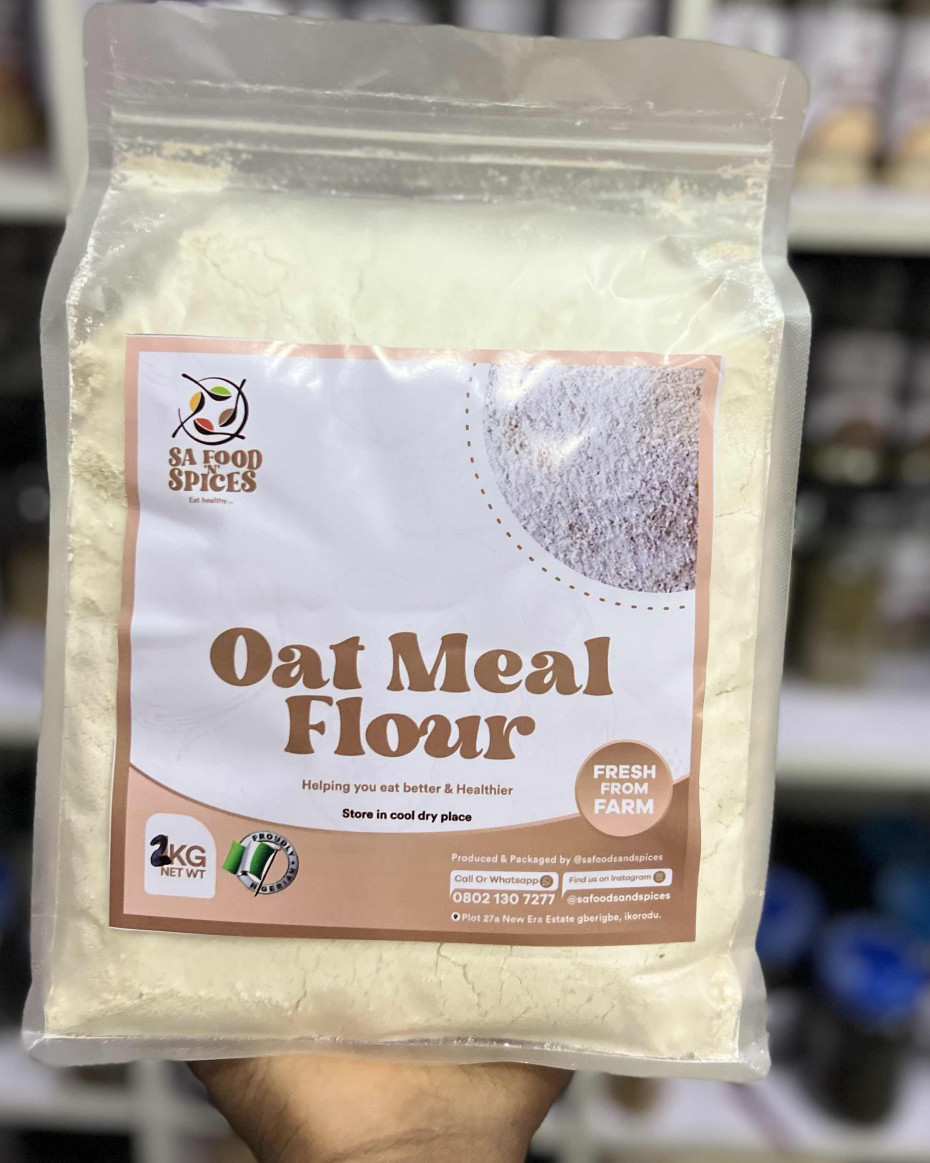 SA FOOD
'N'
SPICES
Eat healthy...
Oat Meal
Flour
Helping you eat better & Healthier
Store in cool dry place
FRESH
FROM
FARM
2KG
NET WT
PROUDLY
NIGERIAN
Produced & Packaged by @safoodsandspices
Call Or Whatsapp
0802 130 7277
Find us on Instagram
@safoodsandspices
Plot 27a New Era Estate gberigbe, ikorodu.